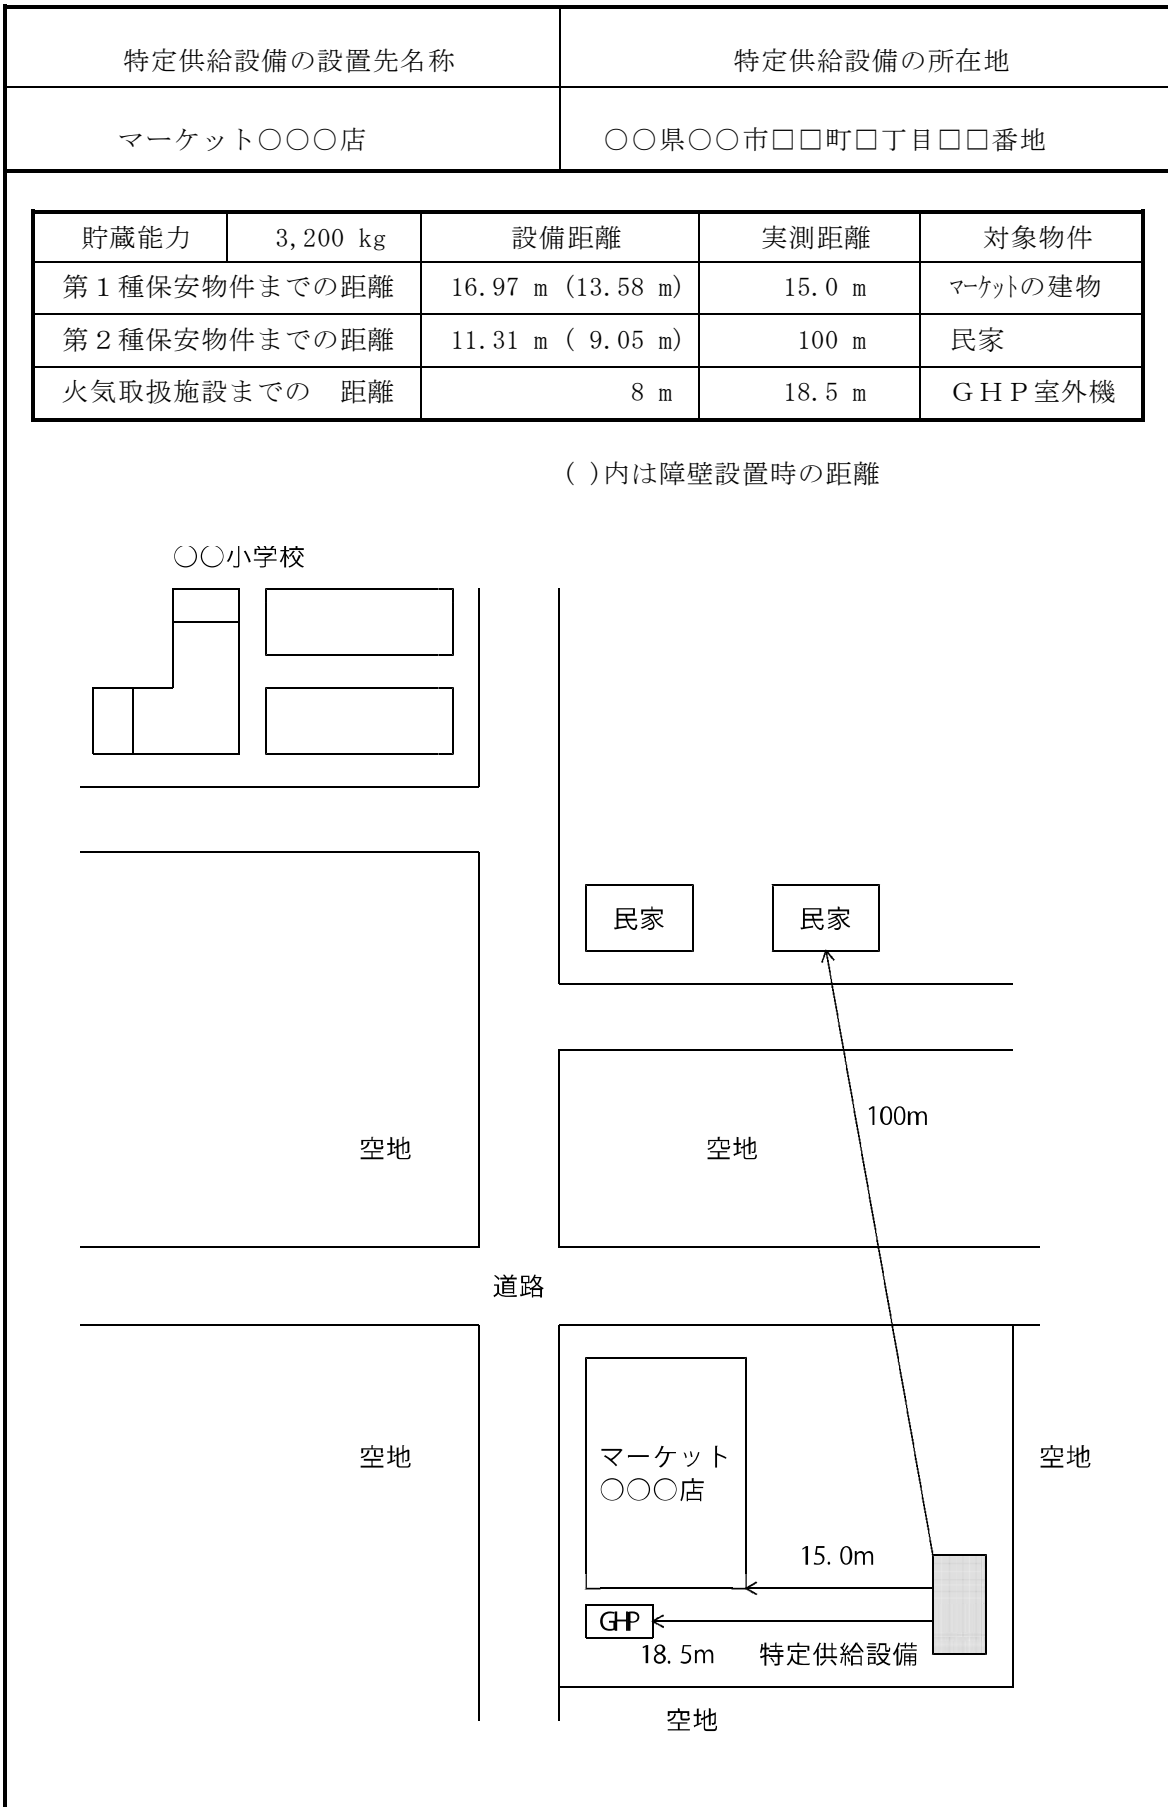 特定供給設備の設置先名称 特定供給設備の所在地
マーケット○○○店 ○○県○○市□□町□丁目□□番地
貯蔵能力 3,200 kg 設備距離 実測距離 対象物件
第1種保安物件までの距離 16.97 m (13.58 m) 15.0 m マーケットの建物
第2種保安物件までの距離 11.31 m ( 9.05 m) 100 m 民家
火気取扱施設までの 距離 8 m 18.5 m GHP室外機
( )内は障壁設置時の距離
○○小学校
民家 民家
100m
空地 空地
道路
空地 マーケット 空地
○○○店
15.0m
GHP
18.5m 特定供給設備
空地